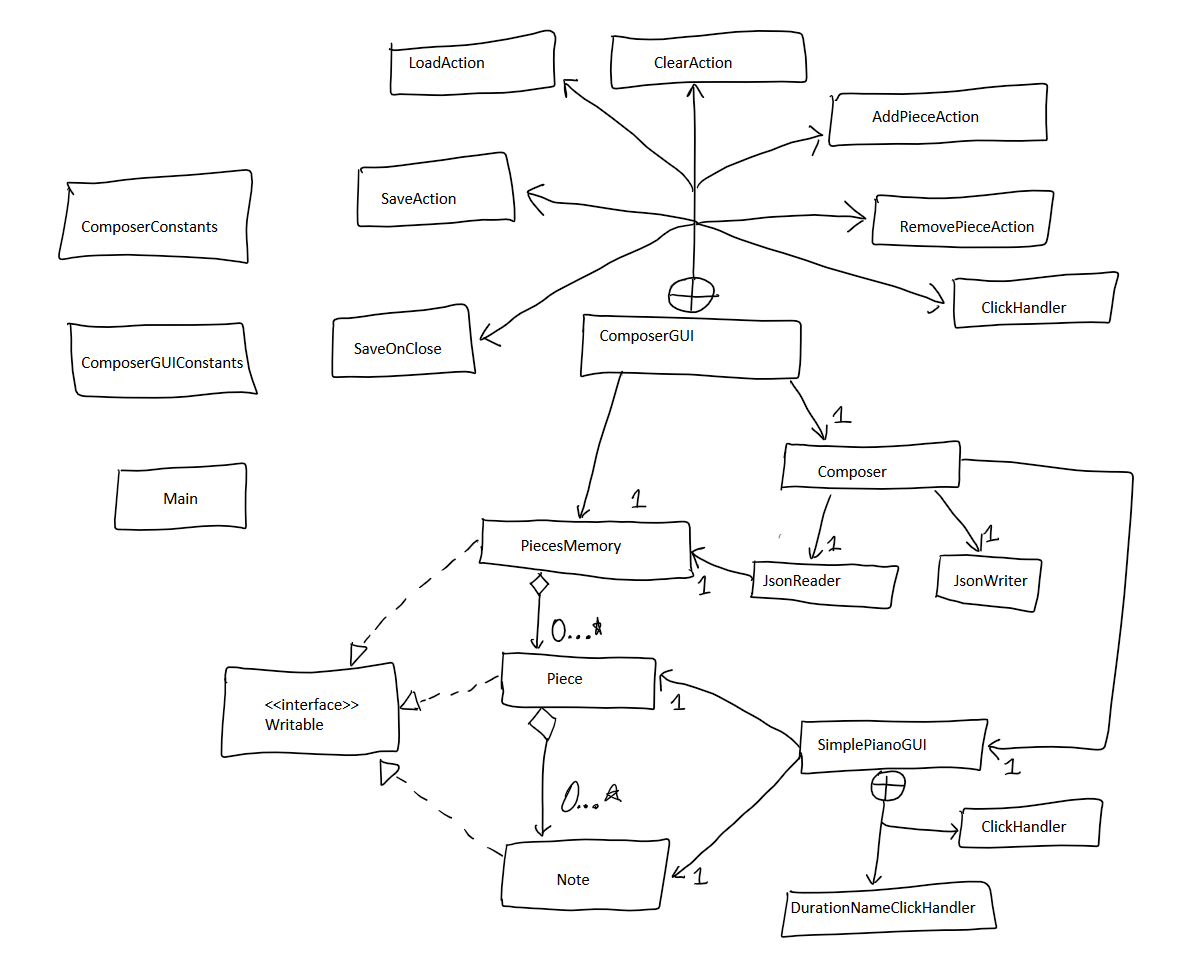 LoadAction
ClearAction
AddPieceAction
SaveAction
RemovePieceAction
ComposerConstants
ClickHandler
ComposerGUI
SaveOnClose
ComposerGUIConstants
1
Composer
Main
1
PiecesMemory
1
1
JsonReader
JsonWriter
1
0...*
Piece
1
<<interface>>
Writable
SimplePianoGUI
1
0...*
ClickHandler
Note
1
DurationNameClickHandler